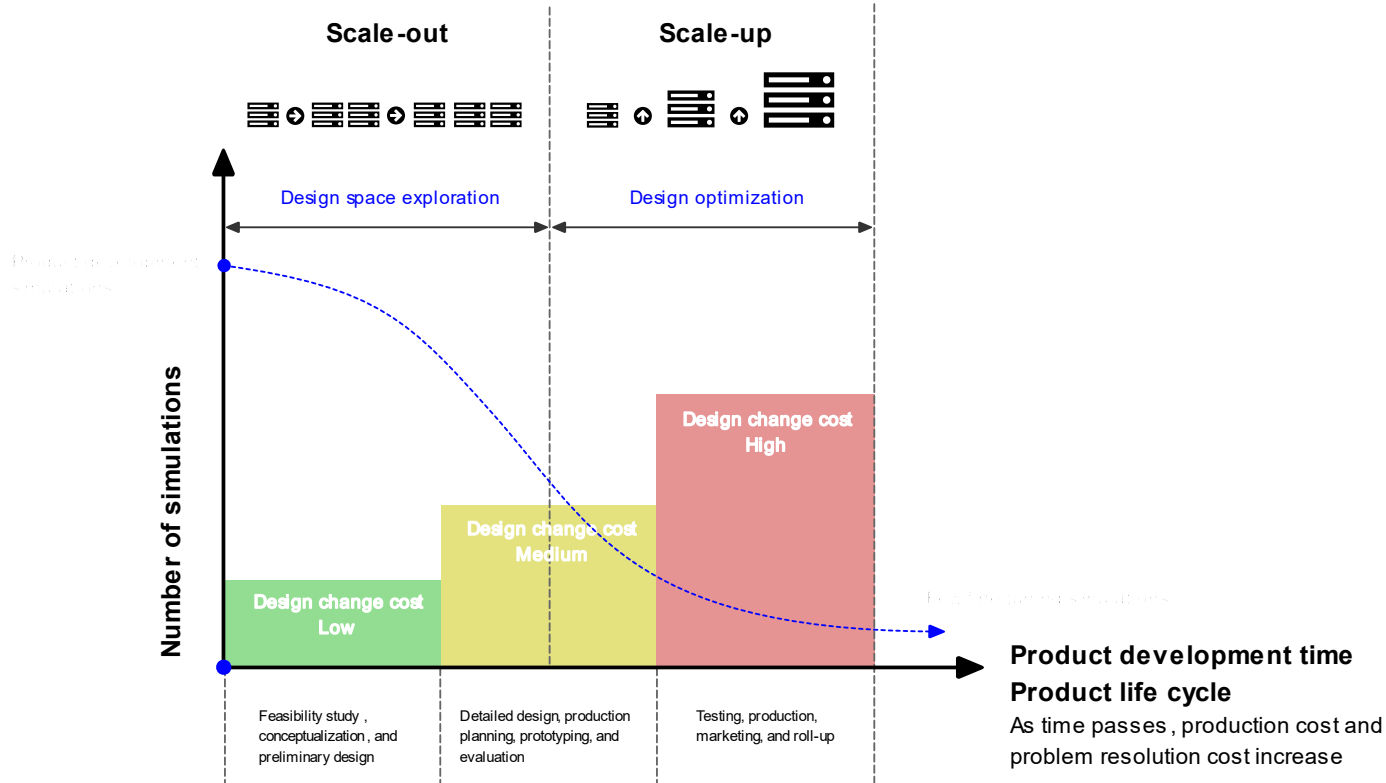 Scale-out
Scale-up
Design space exploration
Design optimization
Number of simulations
Design change cost
High
Design change cost
Medium
Design change cost
Low
Product development time
Product life cycle
As time passes, production cost and
problem resolution cost increase
Feasibility study,
conceptualization, and
preliminary design
Detailed design, production
planning, prototyping, and
evaluation
Testing, production,
marketing, and roll-up